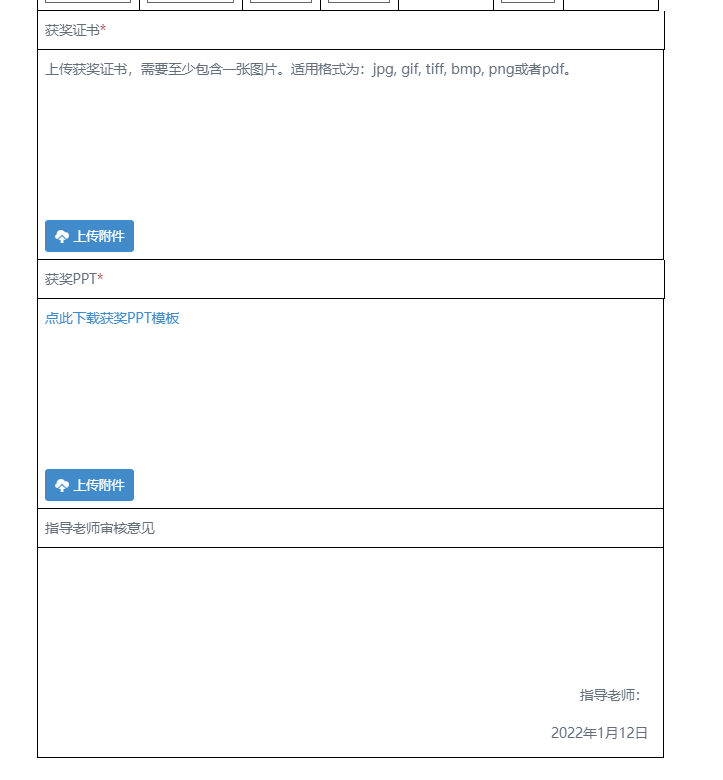 获奖证书*
上传获奖证书，需要至少包含一张图片。适用格式为：jpg, gif, tiff, bmp, png或者pdf。
上传附件
获奖PPT*
点此下载获奖PPT模板
上传附件
指导老师审核意见
指导老师：
2022年1月12日